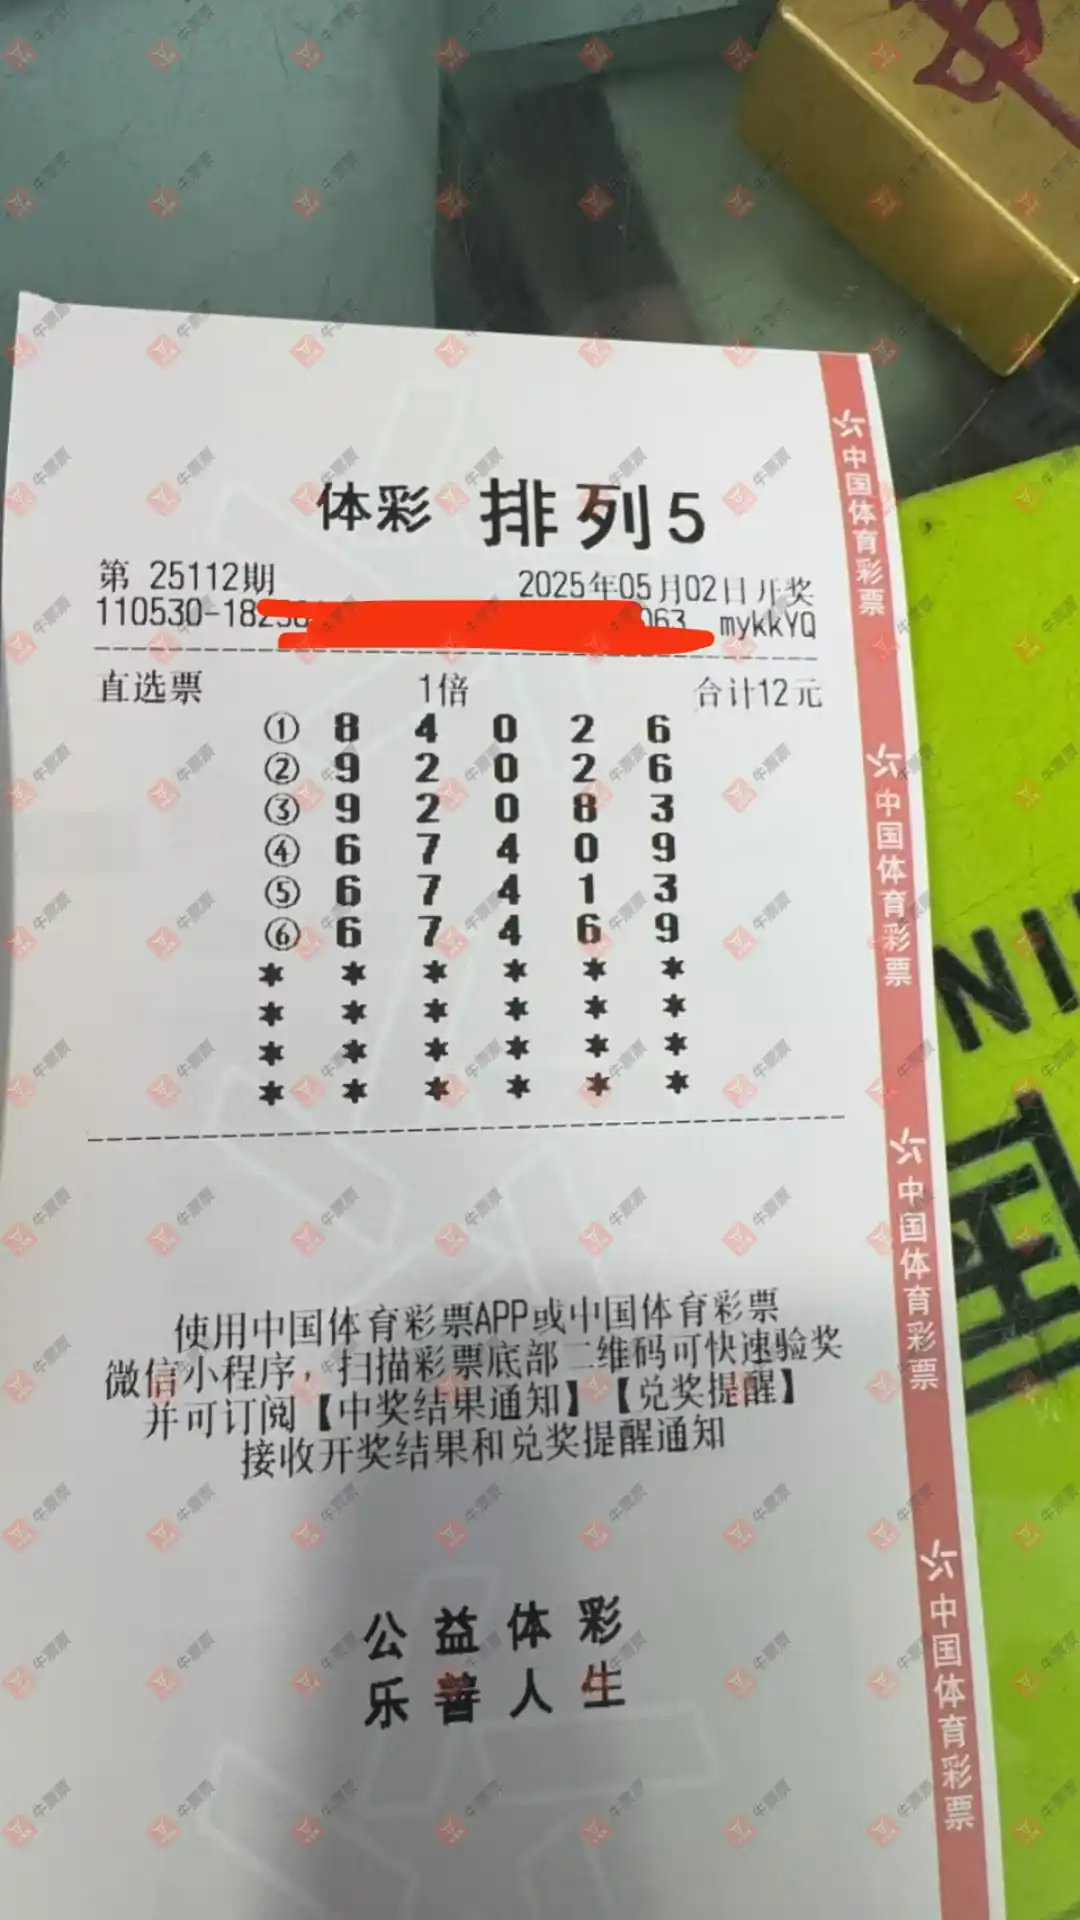 体彩 排列5
第 25112期 2025年05月02日开奖
110530-18 063 mykkYQ
直选票 1倍 合计12元
① 8 4 0 2 6
② 9 2 0 2 6
③ 9 2 0 8 3
④ 6 7 4 0 9
⑤ 6 7 4 1 3
⑥ 6 7 4 6 9
* * * * * *
* * * * * *
* * * * * *
* * * * * *
使用中国体育彩票APP或中国体育彩票
微信小程序，扫描彩票底部二维码可快速验奖
并可订阅【中奖结果通知】【兑奖提醒】
接收开奖结果和兑奖提醒通知
公益体彩
乐善人生
中国体育彩票
中国体育彩票
中国体育彩票
中国体育彩票
NI
牛票票